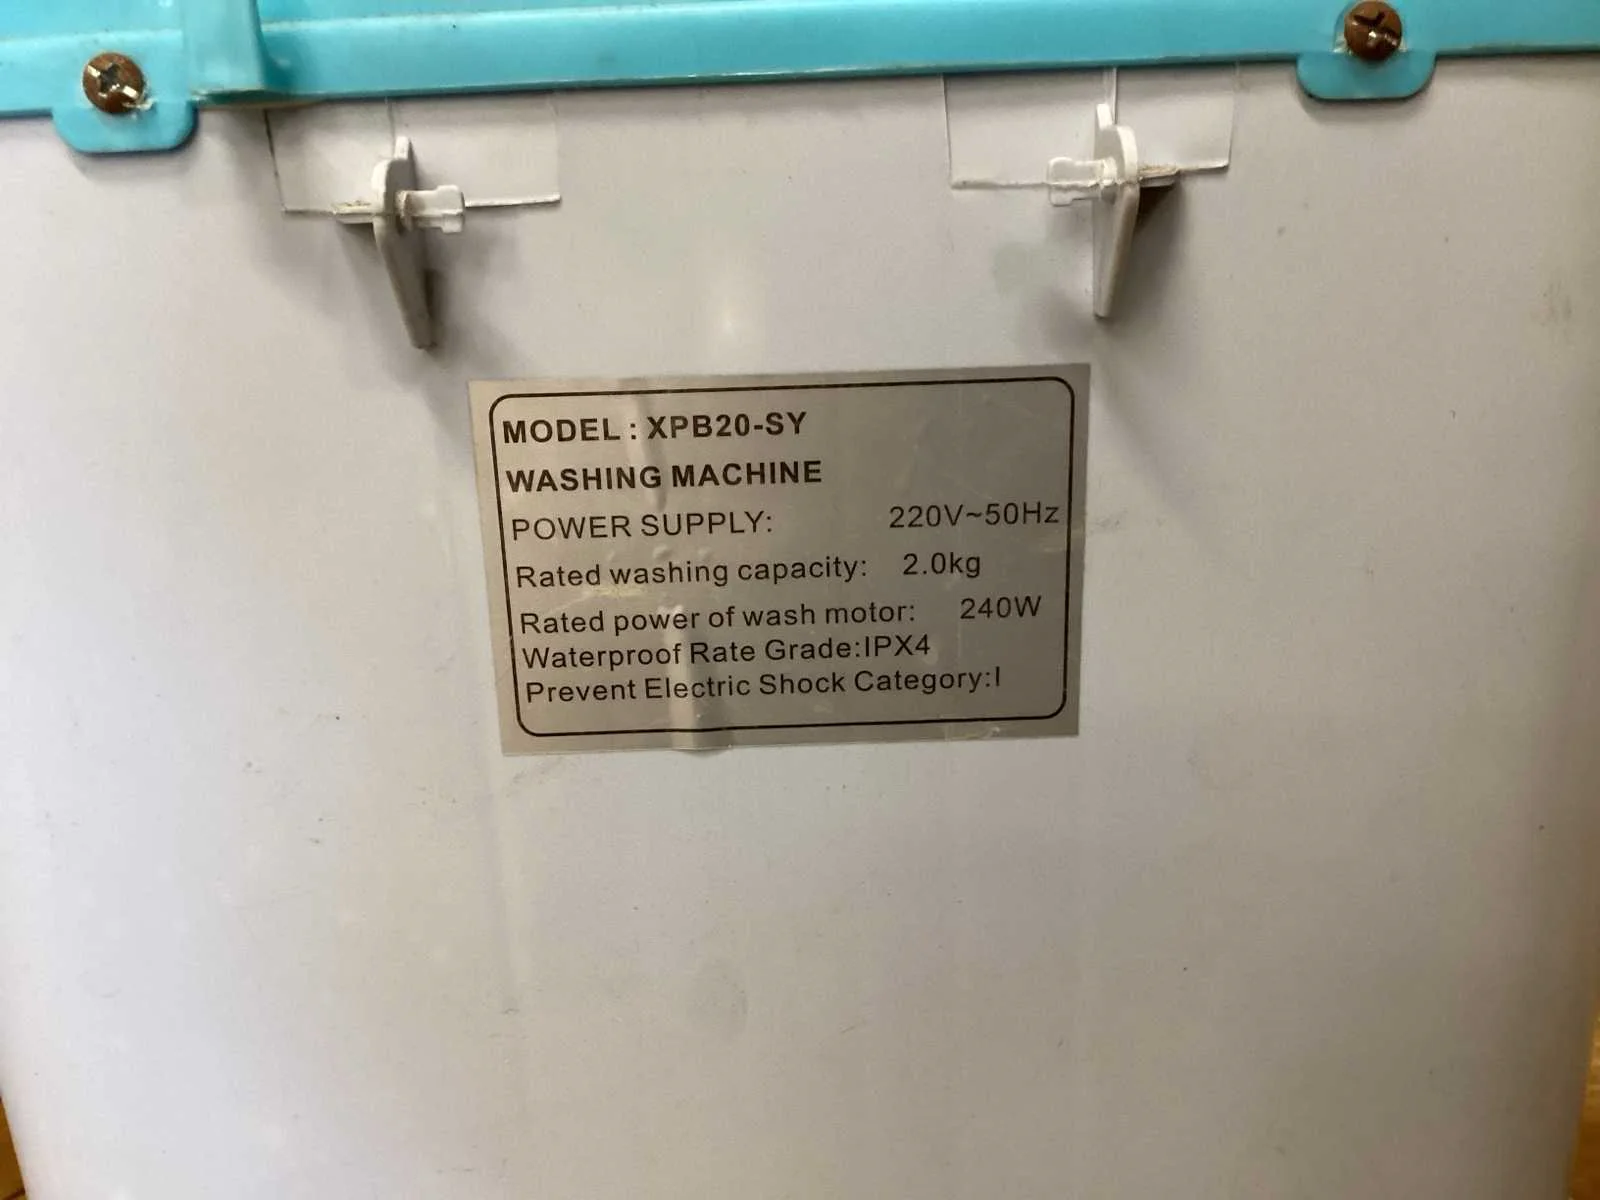 MODEL : XPB20-SY
WASHING MACHINE
POWER SUPPLY: 220V~50Hz
Rated washing capacity: 2.0kg
Rated power of wash motor: 240W
Waterproof Rate Grade:IPX4
Prevent Electric Shock Category:I